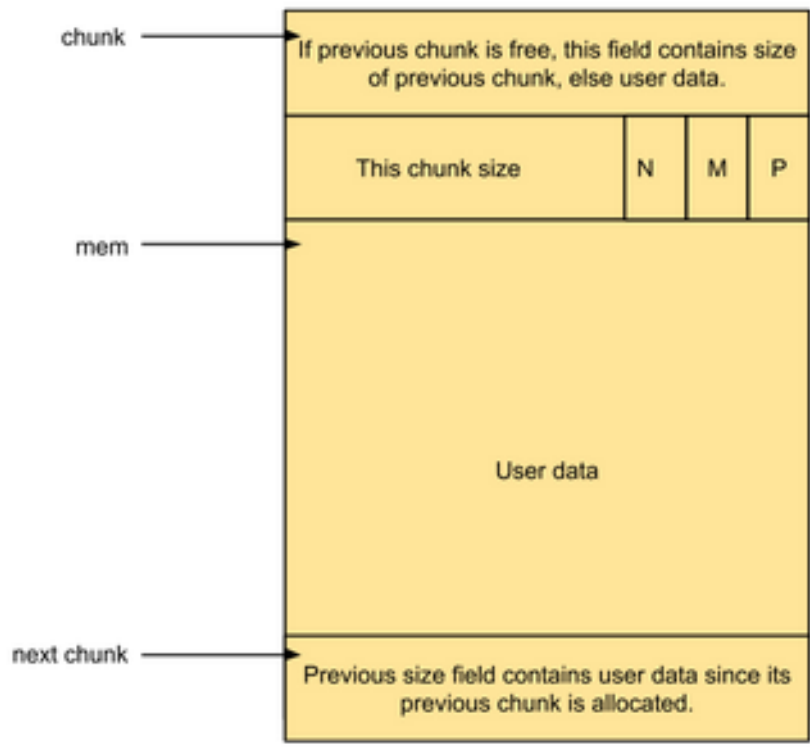 chunk
If previous chunk is free, this field contains size
of previous chunk, else user data.
This chunk size
N
M
P
mem
User data
next chunk
Previous size field contains user data since its
previous chunk is allocated.